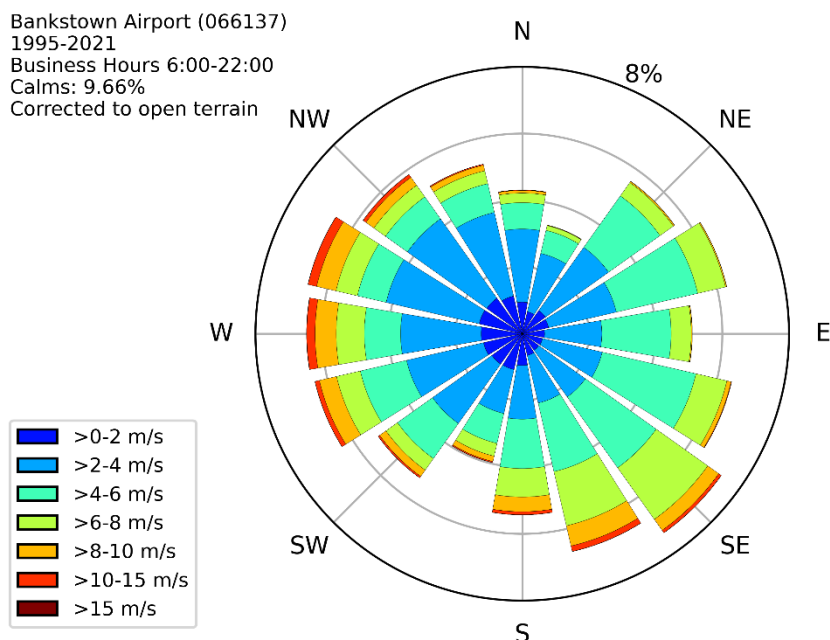 Bankstown Airport (066137)
1995-2021
Business Hours 6:00-22:00
Calms: 9.66%
Corrected to open terrain
N
8%
NW
NE
W
E
SW
SE
S
>0-2 m/s
>2-4 m/s
>4-6 m/s
>6-8 m/s
>8-10 m/s
>10-15 m/s
>15 m/s